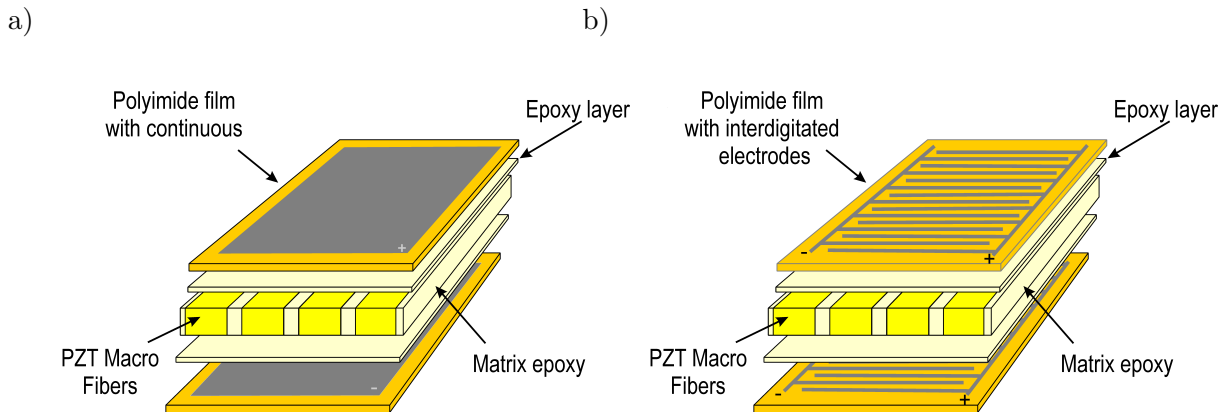 a)
b)
Polyimide film
with continuous
Epoxy layer
+
PZT Macro
Fibers
Matrix epoxy
-
Polyimide film
with interdigitated
electrodes
Epoxy layer
-
+
PZT Macro
Fibers
Matrix epoxy
-
+